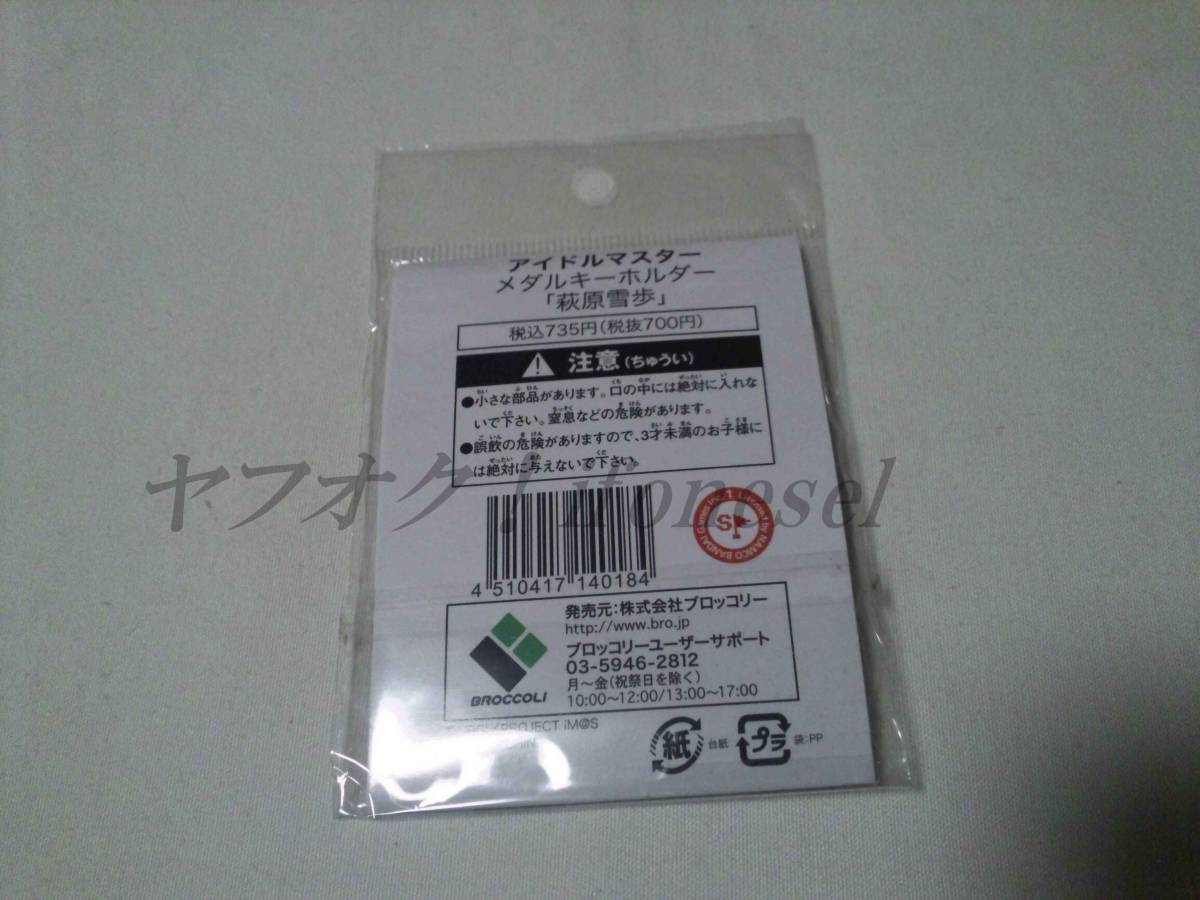 アイドルマスター
メダルキーホルダー
「萩原雪歩」
税込735円(税抜700円)
注意(ちゅうい)
●小さな部品があります。口の中には絶対に入れな
いで下さい。窒息などの危険があります。
●誤飲の危険がありますので、3才未満のお子様に
は絶対に与えないで下さい。
ヤフオク! itonosel
Licensed by NAMCO BANDAI Games Inc.
4 510417 140184
発売元:株式会社ブロッコリー
http://www.bro.jp
ブロッコリーユーザーサポート
03-5946-2812
月~金(祝祭日を除く)
10:00~12:00/13:00~17:00
BROCCOLI
PROJECT iM@S
紙 台紙
プラ 袋:PP